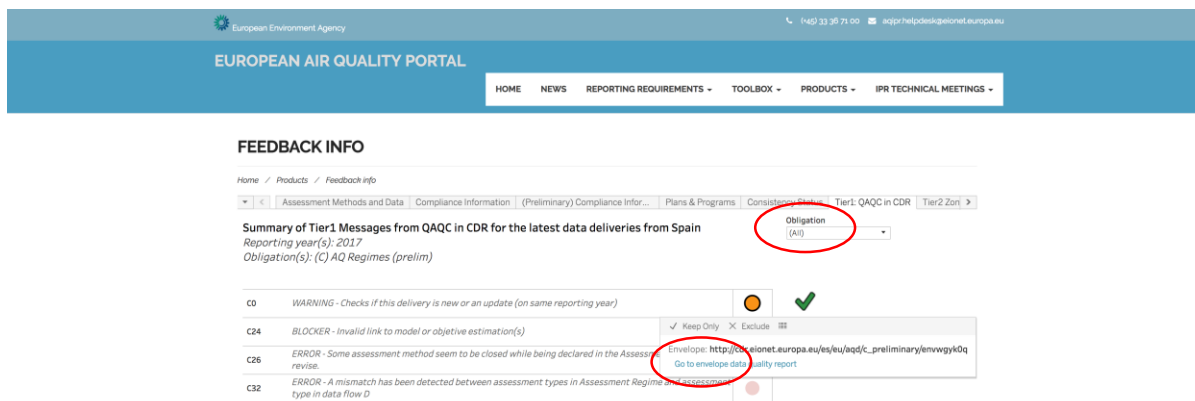 European Environment Agency
(+45) 33 36 71 00 aqipr.helpdesk@eionet.europa.eu
EUROPEAN AIR QUALITY PORTAL
HOME NEWS REPORTING REQUIREMENTS TOOLBOX PRODUCTS IPR TECHNICAL MEETINGS
FEEDBACK INFO
Home / Products / Feedback info
Assessment Methods and Data Compliance Information (Preliminary) Compliance Infor... Plans & Programs Consistency Status Tier1: QAQC in CDR Tier2 Zon
Summary of Tier1 Messages from QAQC in CDR for the latest data deliveries from Spain
Reporting year(s): 2017
Obligation(s): (C) AQ Regimes (prelim)
Obligation
(All)
C0 WARNING - Checks if this delivery is new or an update (on same reporting year)
C24 BLOCKER - Invalid link to model or objetive estimation(s)
Keep Only Exclude
Envelope: http://cdr.eionet.europa.eu/es/eu/aqd/c_preliminary/envwgyk0q
Go to envelope data quality report
C26 ERROR - Some assessment method seem to be closed while being declared in the Assessme
revise.
C32 ERROR - A mismatch has been detected between assessment types in Assessment Regime and assessment
type in data flow D